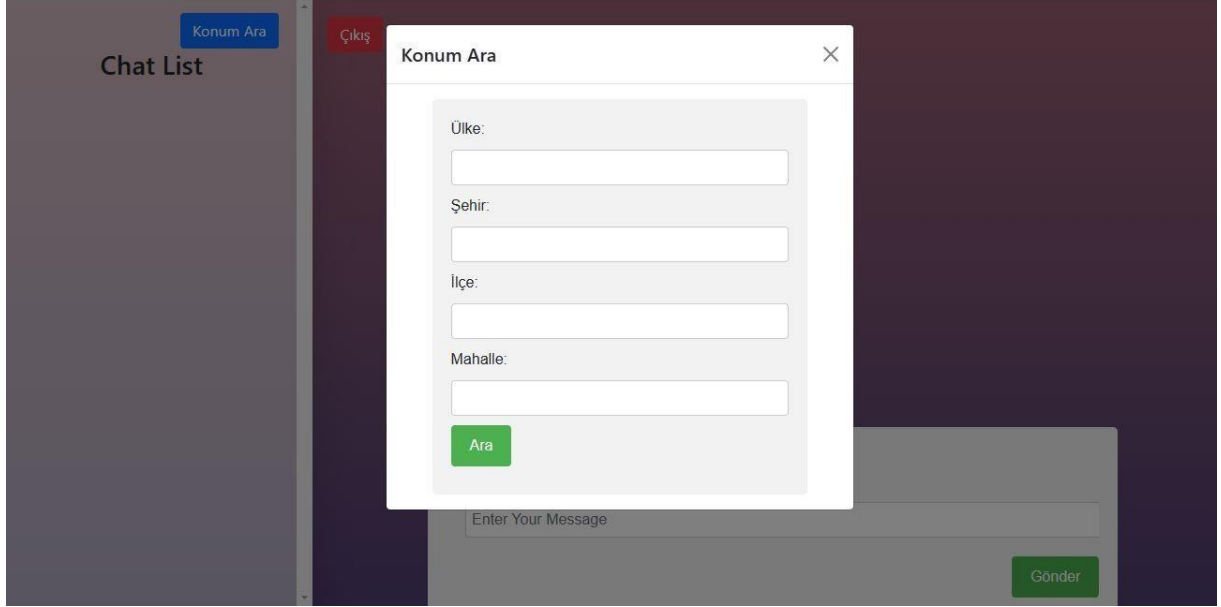 Konum Ara
Chat List
Çıkış
Konum Ara
Ülke:
Şehir:
İlçe:
Mahalle:
Ara
Enter Your Message
Gönder